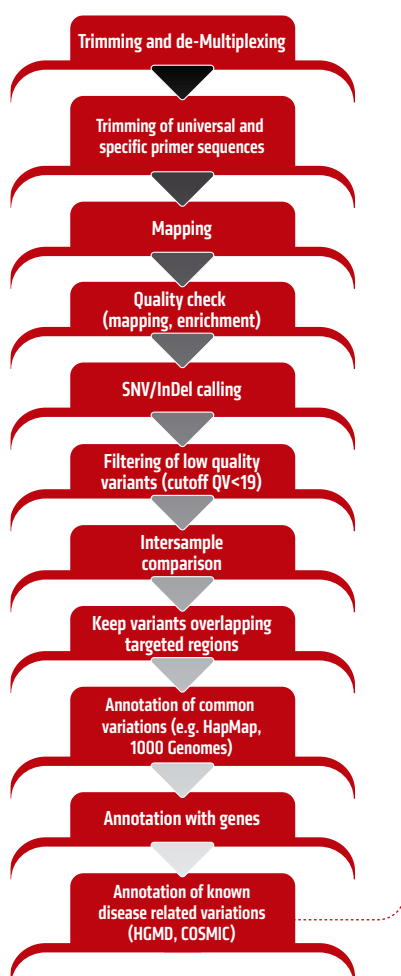 Trimming and de-Multiplexing
Trimming of universal and
specific primer sequences
Mapping
Quality check
(mapping, enrichment)
SNV/InDel calling
Filtering of low quality
variants (cutoff QV<19)
Intersample
comparison
Keep variants overlapping
targeted regions
Annotation of common
variations (e.g. HapMap,
1000 Genomes)
Annotation with genes
Annotation of known
disease related variations
(HGMD, COSMIC)